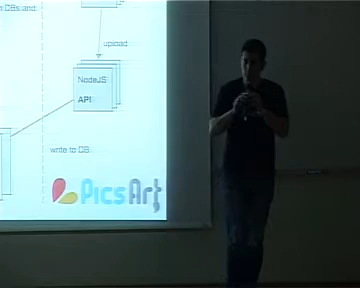 DBs and
upload
NodeJS
API
write to DB
PicsArt